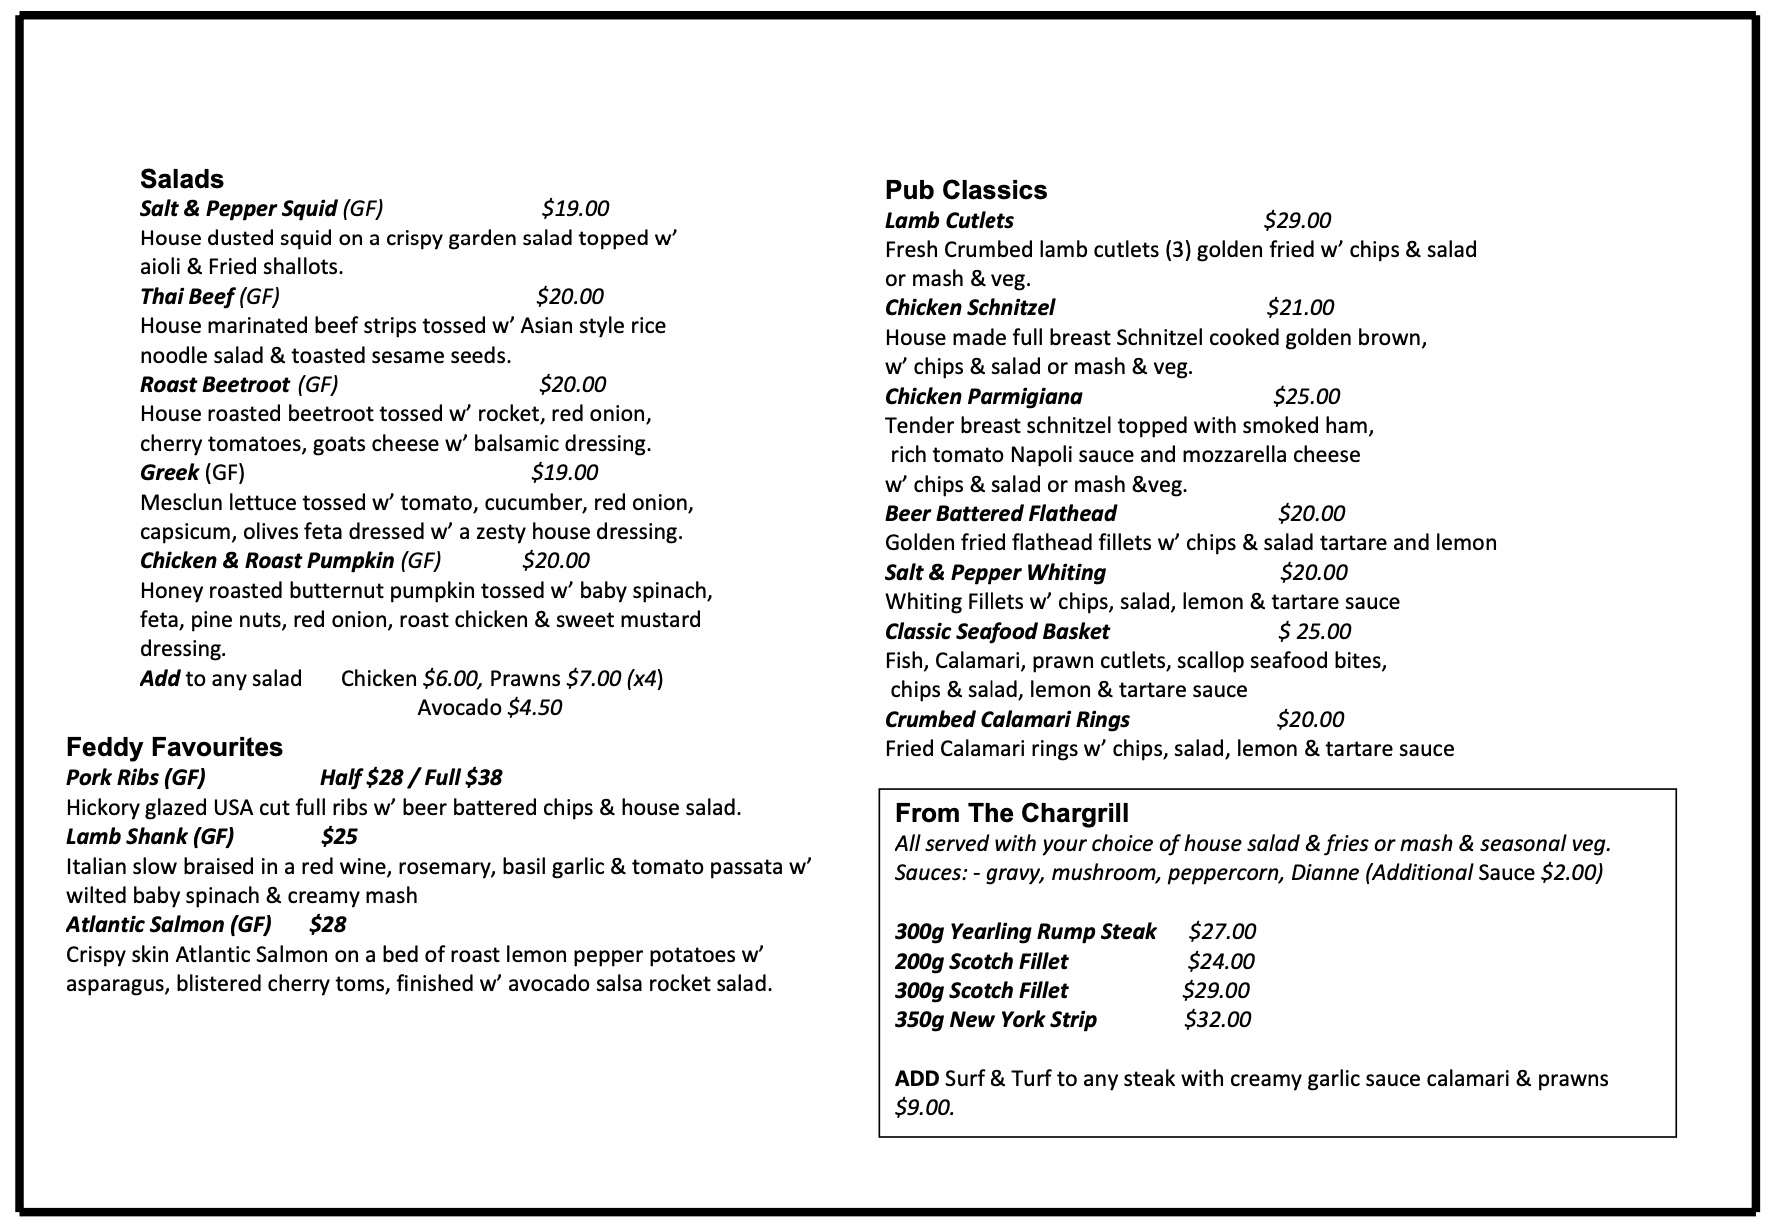 Salads
Salt & Pepper Squid (GF) $19.00
House dusted squid on a crispy garden salad topped w’
aioli & Fried shallots.
Thai Beef (GF) $20.00
House marinated beef strips tossed w’ Asian style rice
noodle salad & toasted sesame seeds.
Roast Beetroot (GF) $20.00
House roasted beetroot tossed w’ rocket, red onion,
cherry tomatoes, goats cheese w’ balsamic dressing.
Greek (GF) $19.00
Mesclun lettuce tossed w’ tomato, cucumber, red onion,
capsicum, olives feta dressed w’ a zesty house dressing.
Chicken & Roast Pumpkin (GF) $20.00
Honey roasted butternut pumpkin tossed w’ baby spinach,
feta, pine nuts, red onion, roast chicken & sweet mustard
dressing.
Add to any salad Chicken $6.00, Prawns $7.00 (x4)
Avocado $4.50
Feddy Favourites
Pork Ribs (GF) Half $28 / Full $38
Hickory glazed USA cut full ribs w’ beer battered chips & house salad.
Lamb Shank (GF) $25
Italian slow braised in a red wine, rosemary, basil garlic & tomato passata w’
wilted baby spinach & creamy mash
Atlantic Salmon (GF) $28
Crispy skin Atlantic Salmon on a bed of roast lemon pepper potatoes w’
asparagus, blistered cherry toms, finished w’ avocado salsa rocket salad.
Pub Classics
Lamb Cutlets $29.00
Fresh Crumbed lamb cutlets (3) golden fried w’ chips & salad
or mash & veg.
Chicken Schnitzel $21.00
House made full breast Schnitzel cooked golden brown,
w’ chips & salad or mash & veg.
Chicken Parmigiana $25.00
Tender breast schnitzel topped with smoked ham,
rich tomato Napoli sauce and mozzarella cheese
w’ chips & salad or mash &veg.
Beer Battered Flathead $20.00
Golden fried flathead fillets w’ chips & salad tartare and lemon
Salt & Pepper Whiting $20.00
Whiting Fillets w’ chips, salad, lemon & tartare sauce
Classic Seafood Basket $ 25.00
Fish, Calamari, prawn cutlets, scallop seafood bites,
chips & salad, lemon & tartare sauce
Crumbed Calamari Rings $20.00
Fried Calamari rings w’ chips, salad, lemon & tartare sauce
From The Chargrill
All served with your choice of house salad & fries or mash & seasonal veg.
Sauces: - gravy, mushroom, peppercorn, Dianne (Additional Sauce $2.00)
300g Yearling Rump Steak $27.00
200g Scotch Fillet $24.00
300g Scotch Fillet $29.00
350g New York Strip $32.00
ADD Surf & Turf to any steak with creamy garlic sauce calamari & prawns
$9.00.